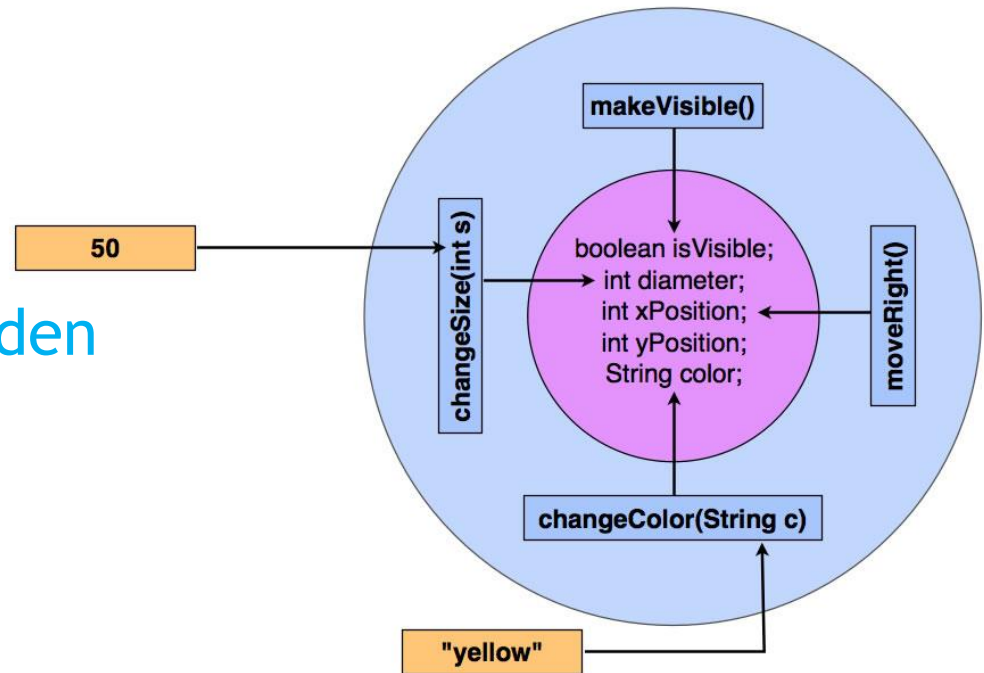 makeVisible()
50
changeSize(int s)
boolean isVisible;
int diameter;
int xPosition;
int yPosition;
String color;
moveRight()
den
changeColor(String c)
"yellow"